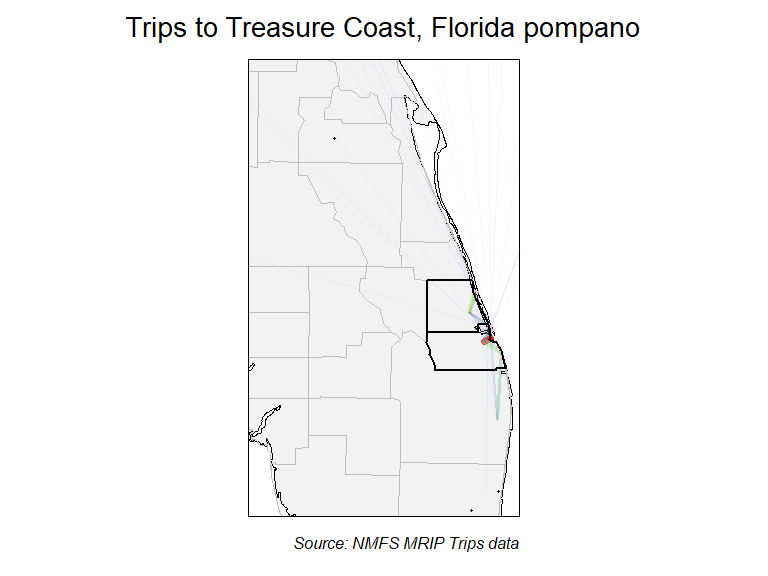 Trips to Treasure Coast, Florida pompano
Source: NMFS MRIP Trips data